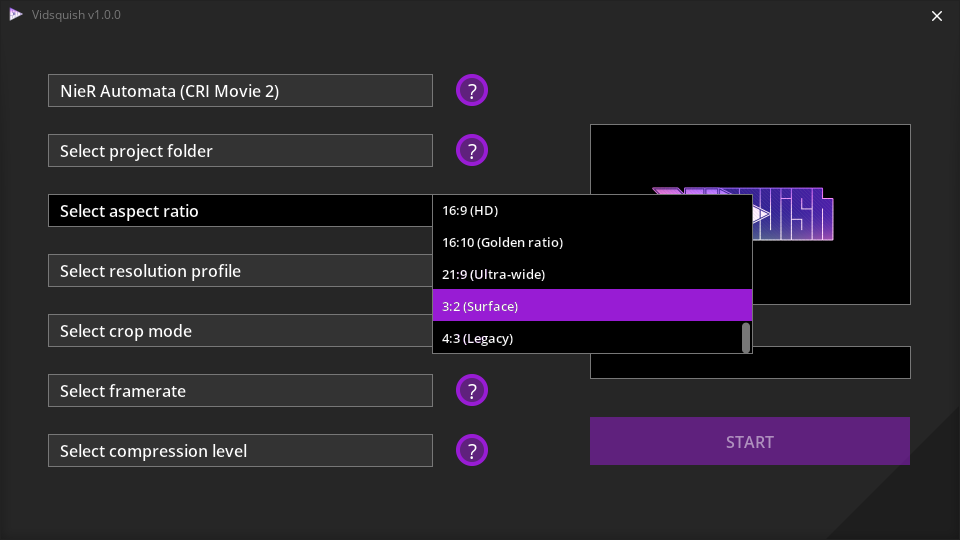 Vidsquish v1.0.0
NieR Automata (CRI Movie 2)
?
Select project folder
?
Select aspect ratio
16:9 (HD)
16:10 (Golden ratio)
21:9 (Ultra-wide)
3:2 (Surface)
4:3 (Legacy)
Select resolution profile
Select crop mode
Select framerate
?
Select compression level
?
START